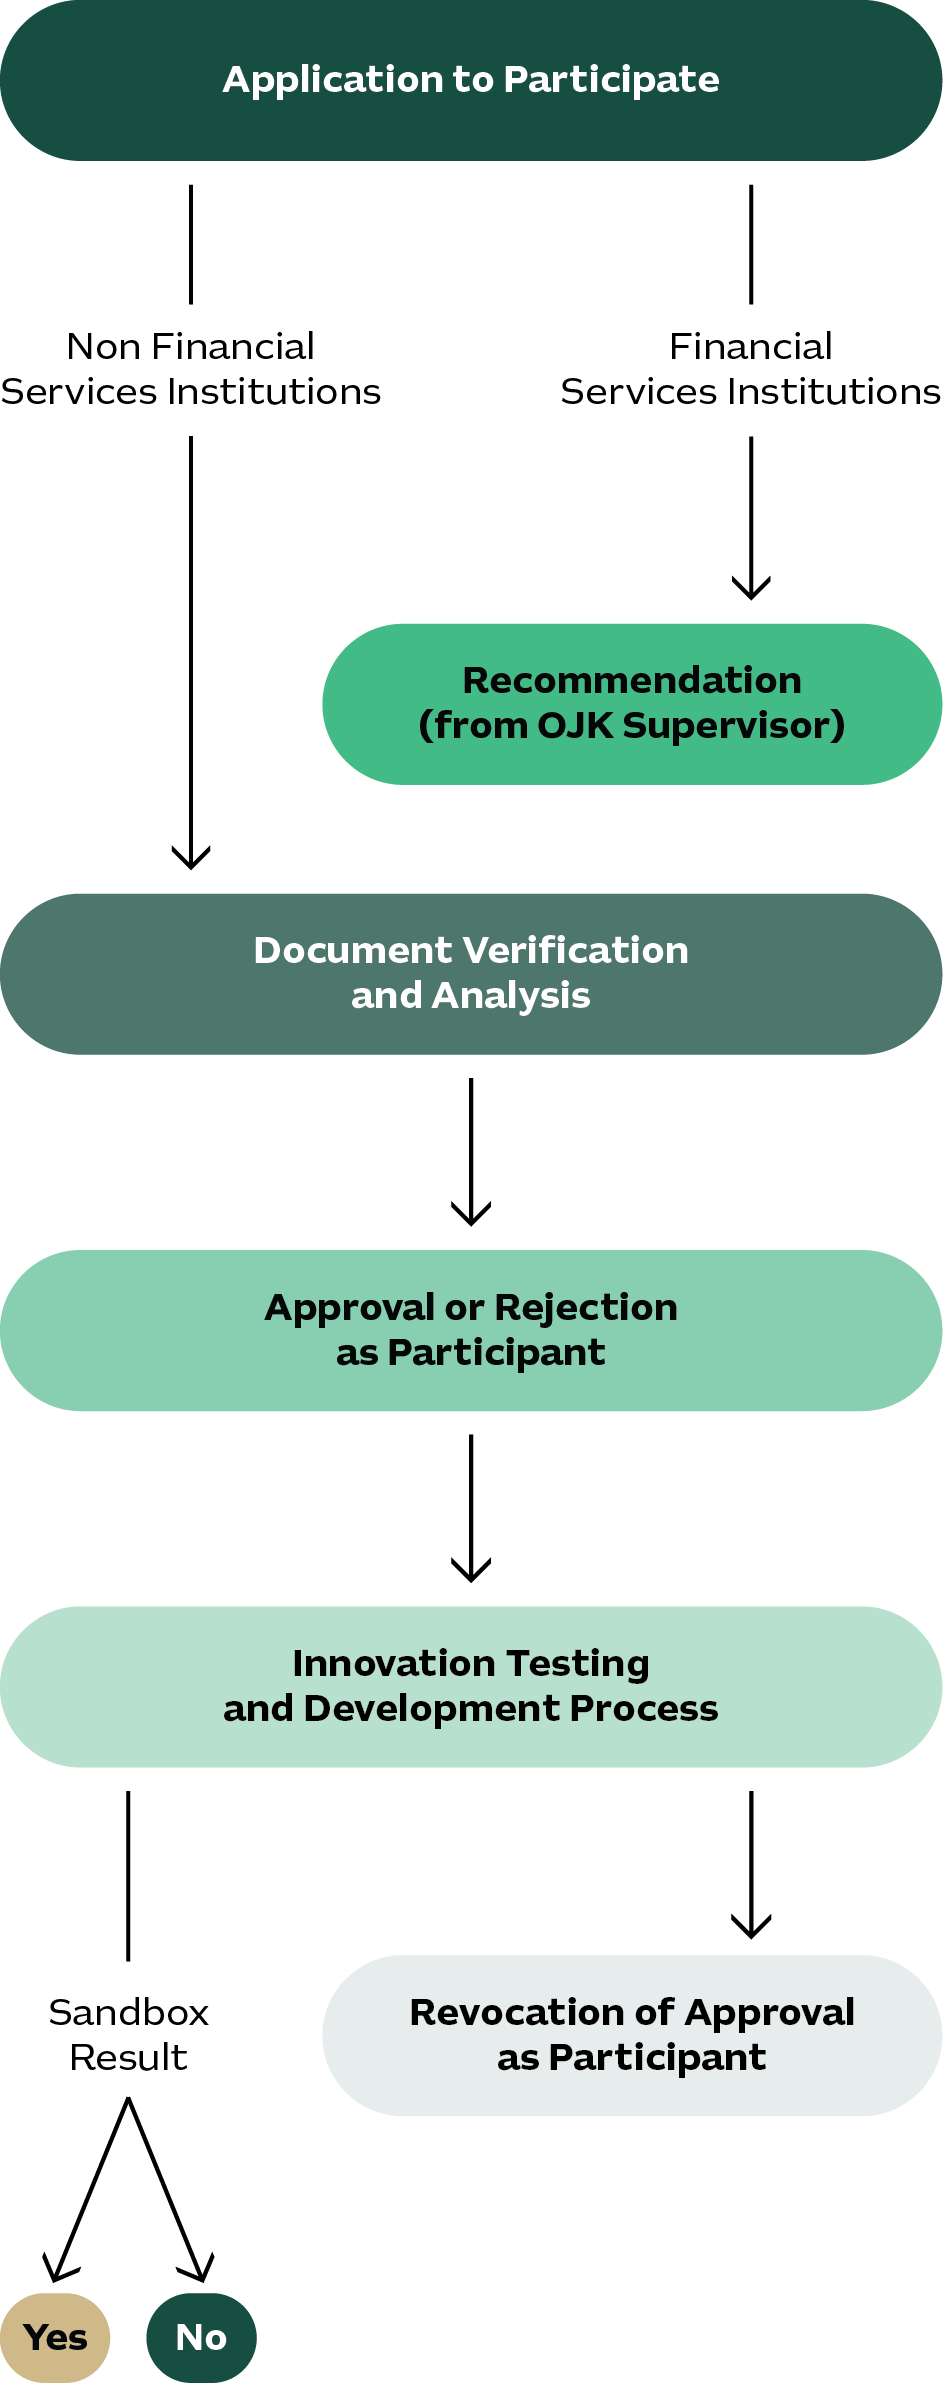 Application to Participate
Non Financial
Services Institutions
Financial
Services Institutions
Recommendation
(from OJK Supervisor)
Document Verification
and Analysis
Approval or Rejection
as Participant
Innovation Testing
and Development Process
Sandbox
Result
Revocation of Approval
as Participant
Yes
No